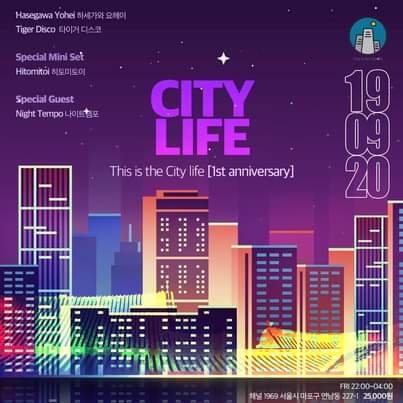 Hasegawa Yohei 하세가와 요헤이
Tiger Disco 타이거 디스코
Special Mini Set
Hitomitoi 히토미토이
Special Guest
Night Tempo 나이트 템포
CITY
LIFE
This is the City life [1st anniversary]
19
09
20
FRI 22:00~04:00
채널 1969 서울시 마포구 연남동 227-1 25,000원